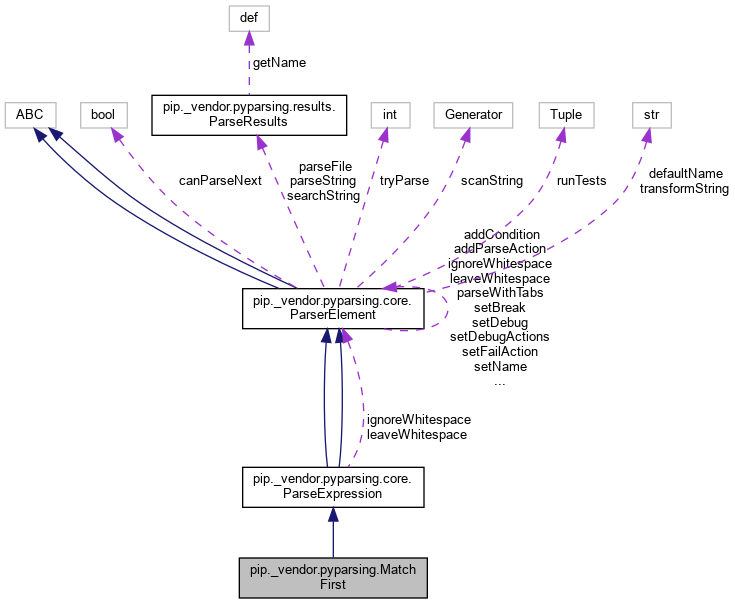 def
getName
pip._vendor.pyparsing.results.
ParseResults
ABC
bool
int
Generator
Tuple
str
canParseNext
parseFile
parseString
searchString
tryParse
scanString
runTests
defaultName
transformString
addCondition
addParseAction
ignoreWhitespace
leaveWhitespace
parseWithTabs
setBreak
setDebug
setDebugActions
setFailAction
setName
...
pip._vendor.pyparsing.core.
ParserElement
ignoreWhitespace
leaveWhitespace
pip._vendor.pyparsing.core.
ParseExpression
pip._vendor.pyparsing.Match
First